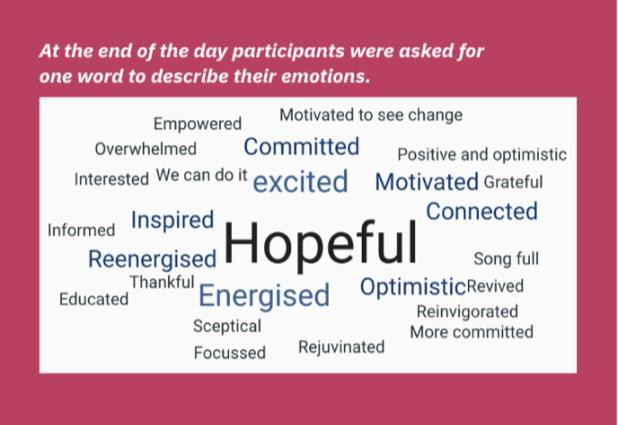 At the end of the day participants were asked for
one word to describe their emotions.
Motivated to see change
Empowered
Overwhelmed
Committed
Positive and optimistic
Interested
We can do it
excited
Motivated
Grateful
Connected
Informed
Inspired
Hopeful
Reenergised
Song full
Thankful
Educated
Energised
Optimistic
Revived
Reinvigorated
Sceptical
More committed
Focussed
Rejuvinated